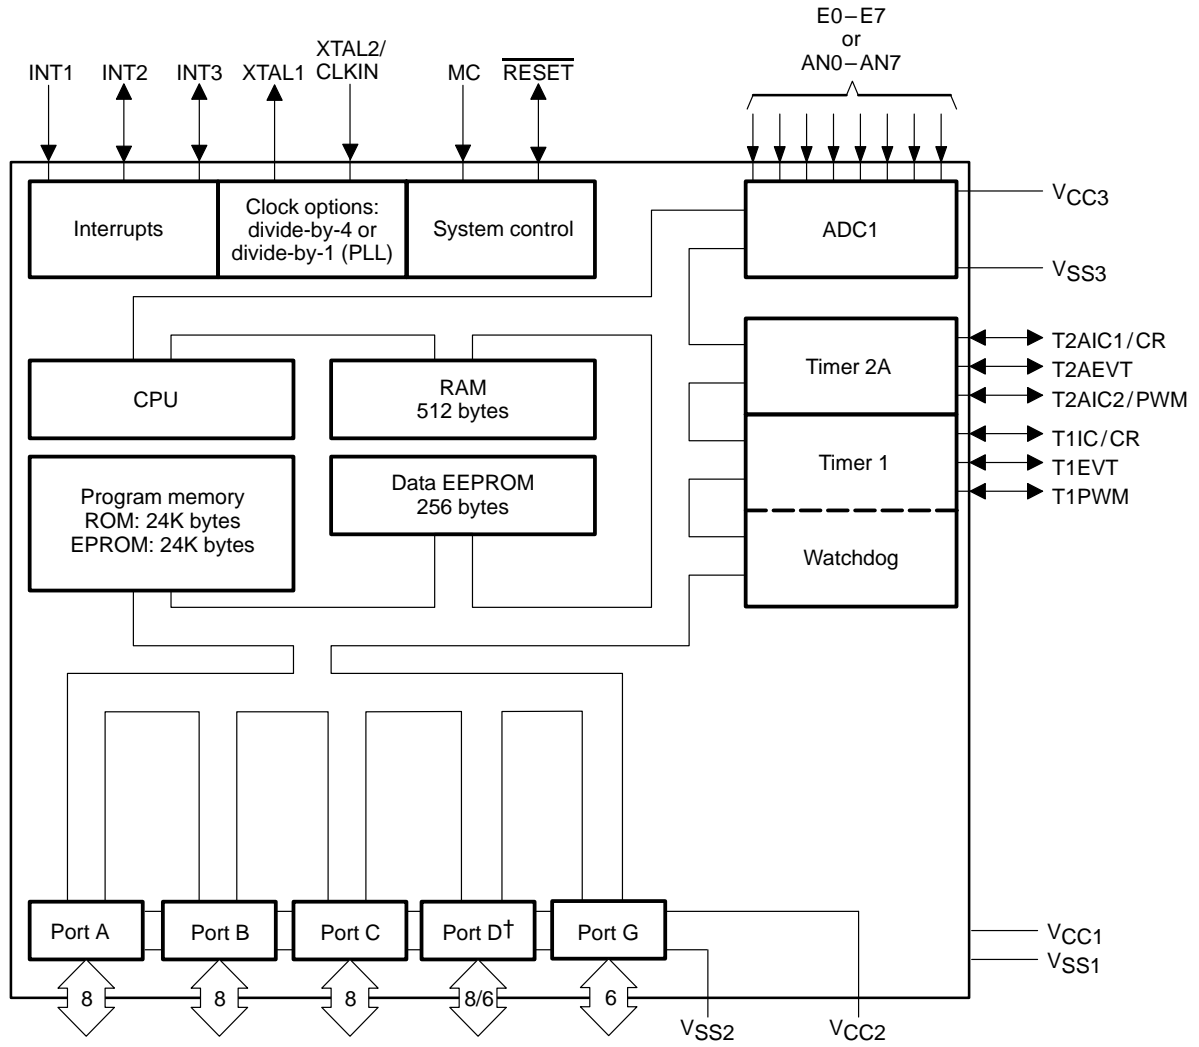 E0–E7
or
AN0–AN7
INT1
INT2
INT3
XTAL1
XTAL2/
CLKIN
MC
RESET
Interrupts
Clock options:
divide-by-4 or
divide-by-1 (PLL)
System control
ADC1
VCC3
VSS3
CPU
RAM
512 bytes
Timer 2A
T2AIC1/CR
T2AEVT
T2AIC2/PWM
Program memory
ROM: 24K bytes
EPROM: 24K bytes
Data EEPROM
256 bytes
Timer 1
T1IC/CR
T1EVT
T1PWM
Watchdog
Port A
Port B
Port C
Port D†
Port G
VCC1
VSS1
8
8
8
8/6
6
VSS2
VCC2